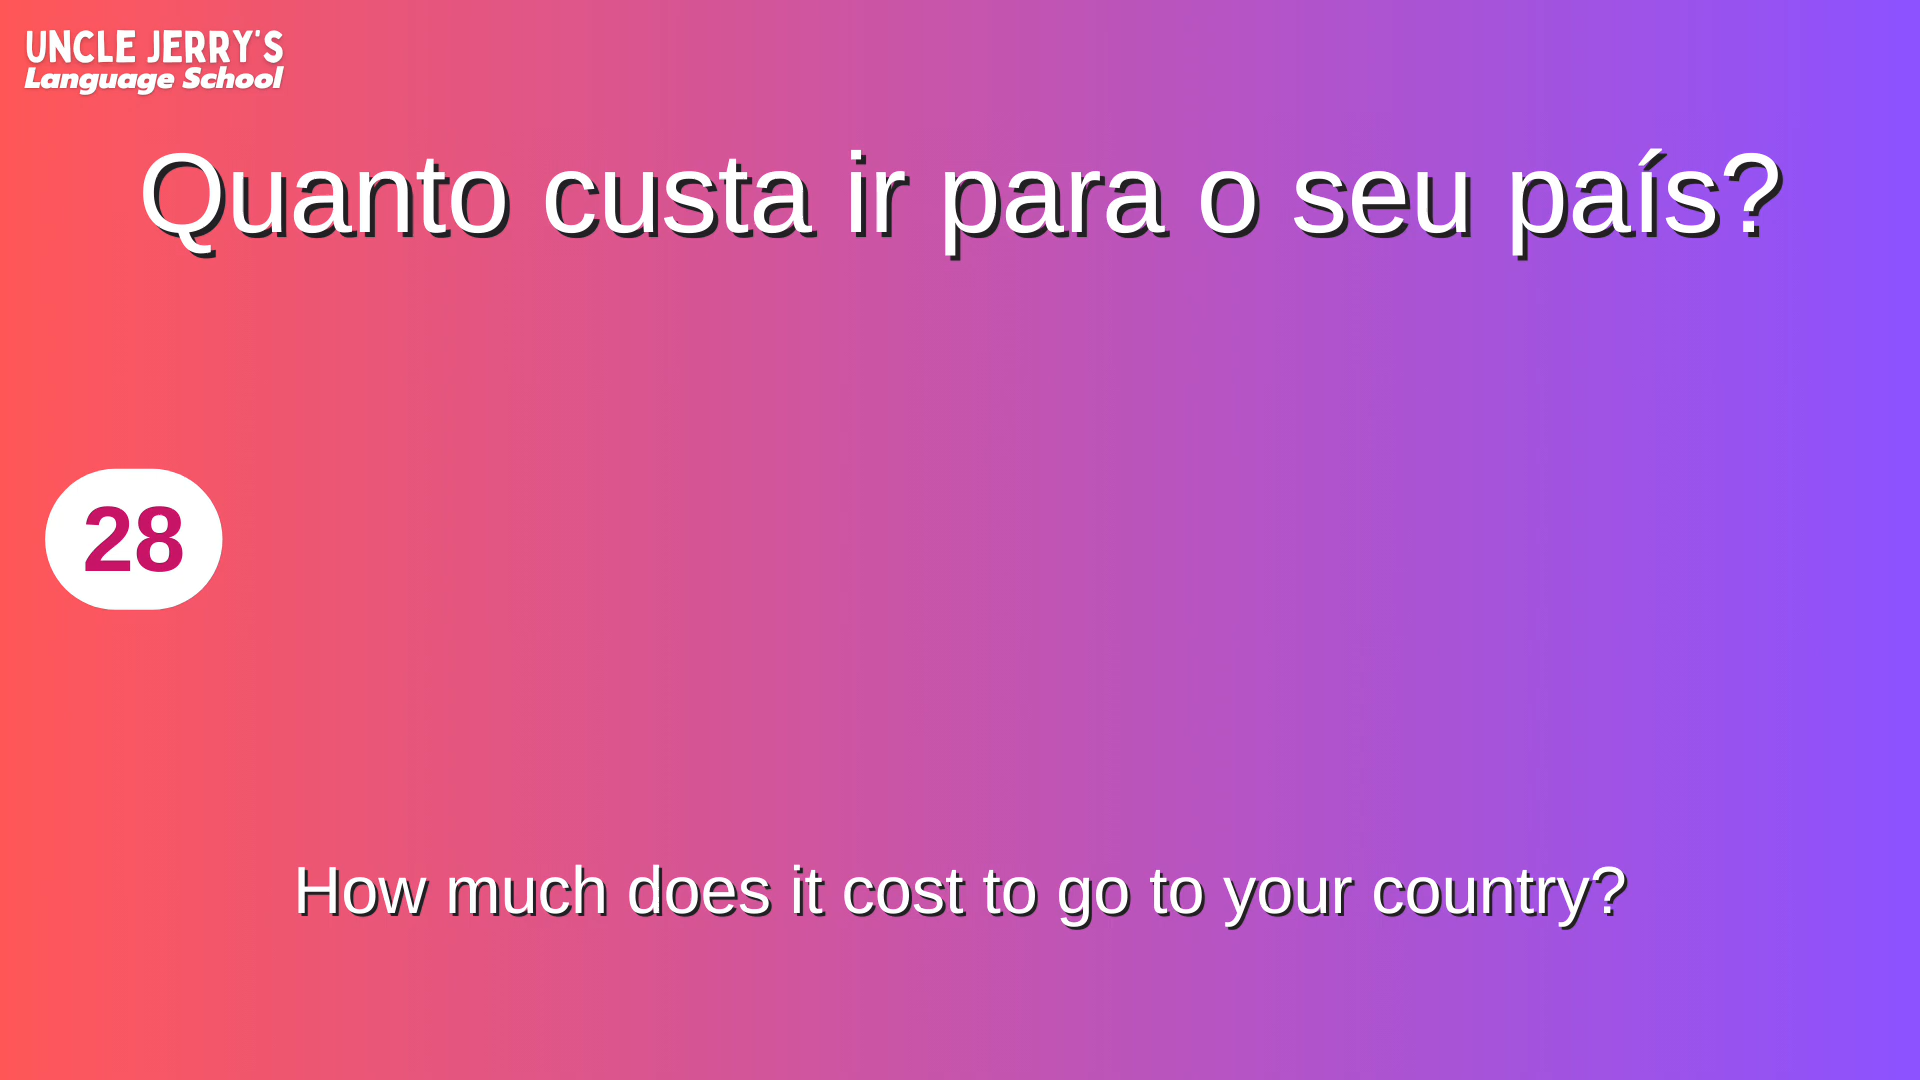 UNCLE JERRY'S
Language School
Quanto custa ir para o seu país?
28
How much does it cost to go to your country?